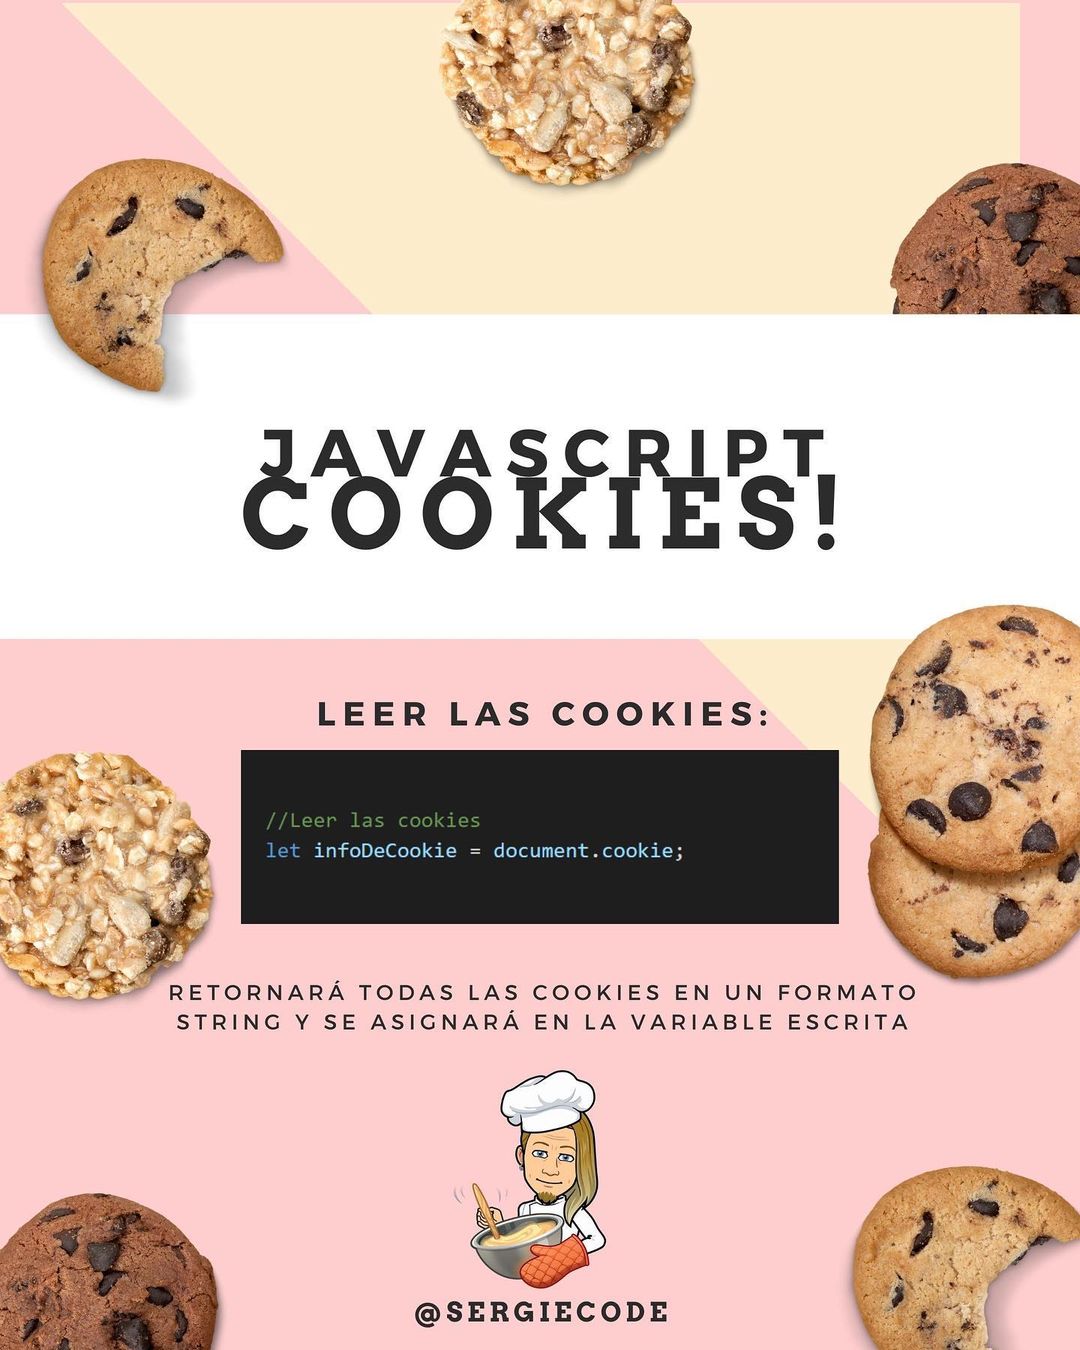 JAVASCRIPT
COOKIES!
LEER LAS COOKIES:
//Leer las cookies
let infoDeCookie = document.cookie;
RETORNARÁ TODAS LAS COOKIES EN UN FORMATO
STRING Y SE ASIGNARÁ EN LA VARIABLE ESCRITA
@SERGIECODE